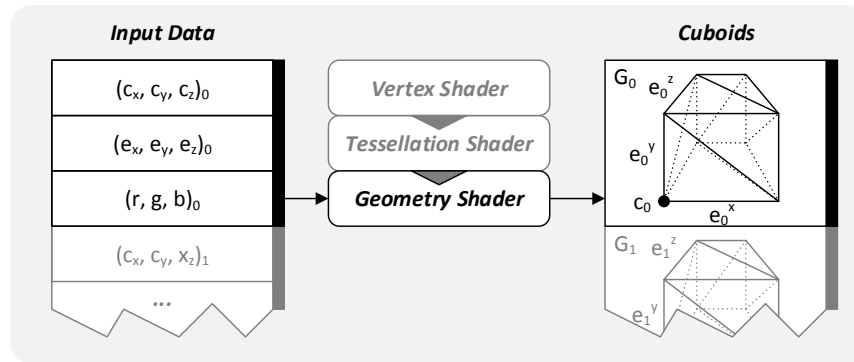 Input Data
(cx, cy, cz)0
(ex, ey, ez)0
(r, g, b)0
(cx, cy, xz)1
...
Vertex Shader
Tessellation Shader
Geometry Shader
Cuboids
G0 e0z
e0y
c0
e0x
G1 e1z
e1y